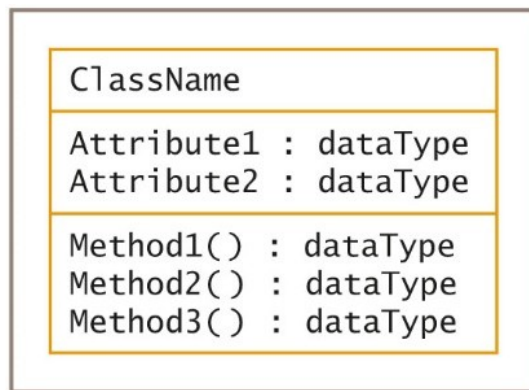 ClassName
Attribute1 : dataType
Attribute2 : dataType
Method1() : dataType
Method2() : dataType
Method3() : dataType